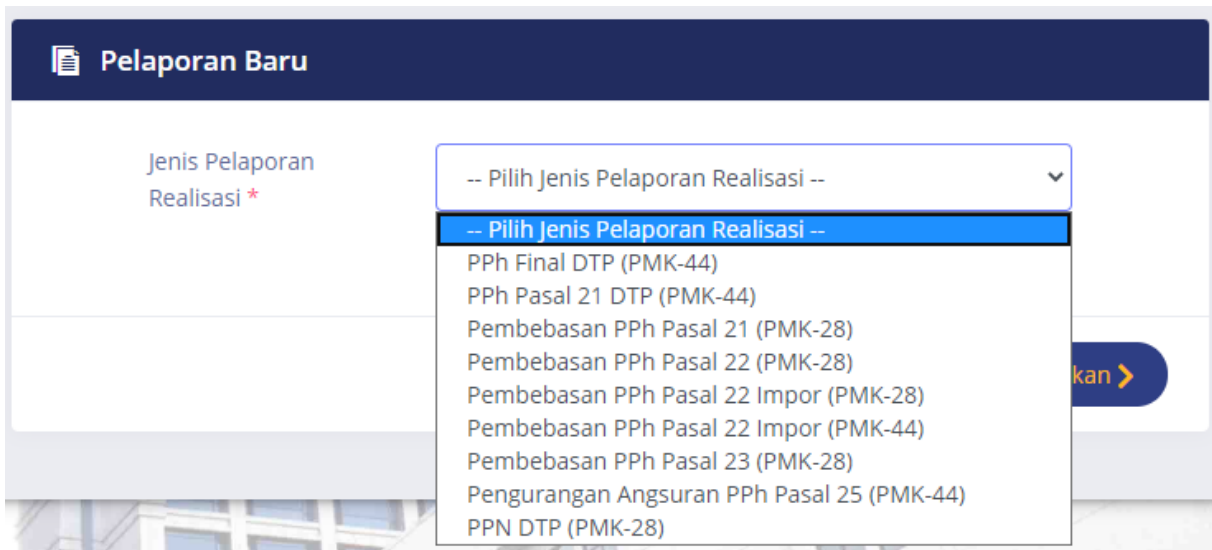 Pelaporan Baru
Jenis Pelaporan
Realisasi *
-- Pilih Jenis Pelaporan Realisasi --
-- Pilih Jenis Pelaporan Realisasi --
PPh Final DTP (PMK-44)
PPh Pasal 21 DTP (PMK-44)
Pembebasan PPh Pasal 21 (PMK-28)
Pembebasan PPh Pasal 22 (PMK-28)
Pembebasan PPh Pasal 22 Impor (PMK-28)
Pembebasan PPh Pasal 22 Impor (PMK-44)
Pembebasan PPh Pasal 23 (PMK-28)
Pengurangan Angsuran PPh Pasal 25 (PMK-44)
PPN DTP (PMK-28)
kan